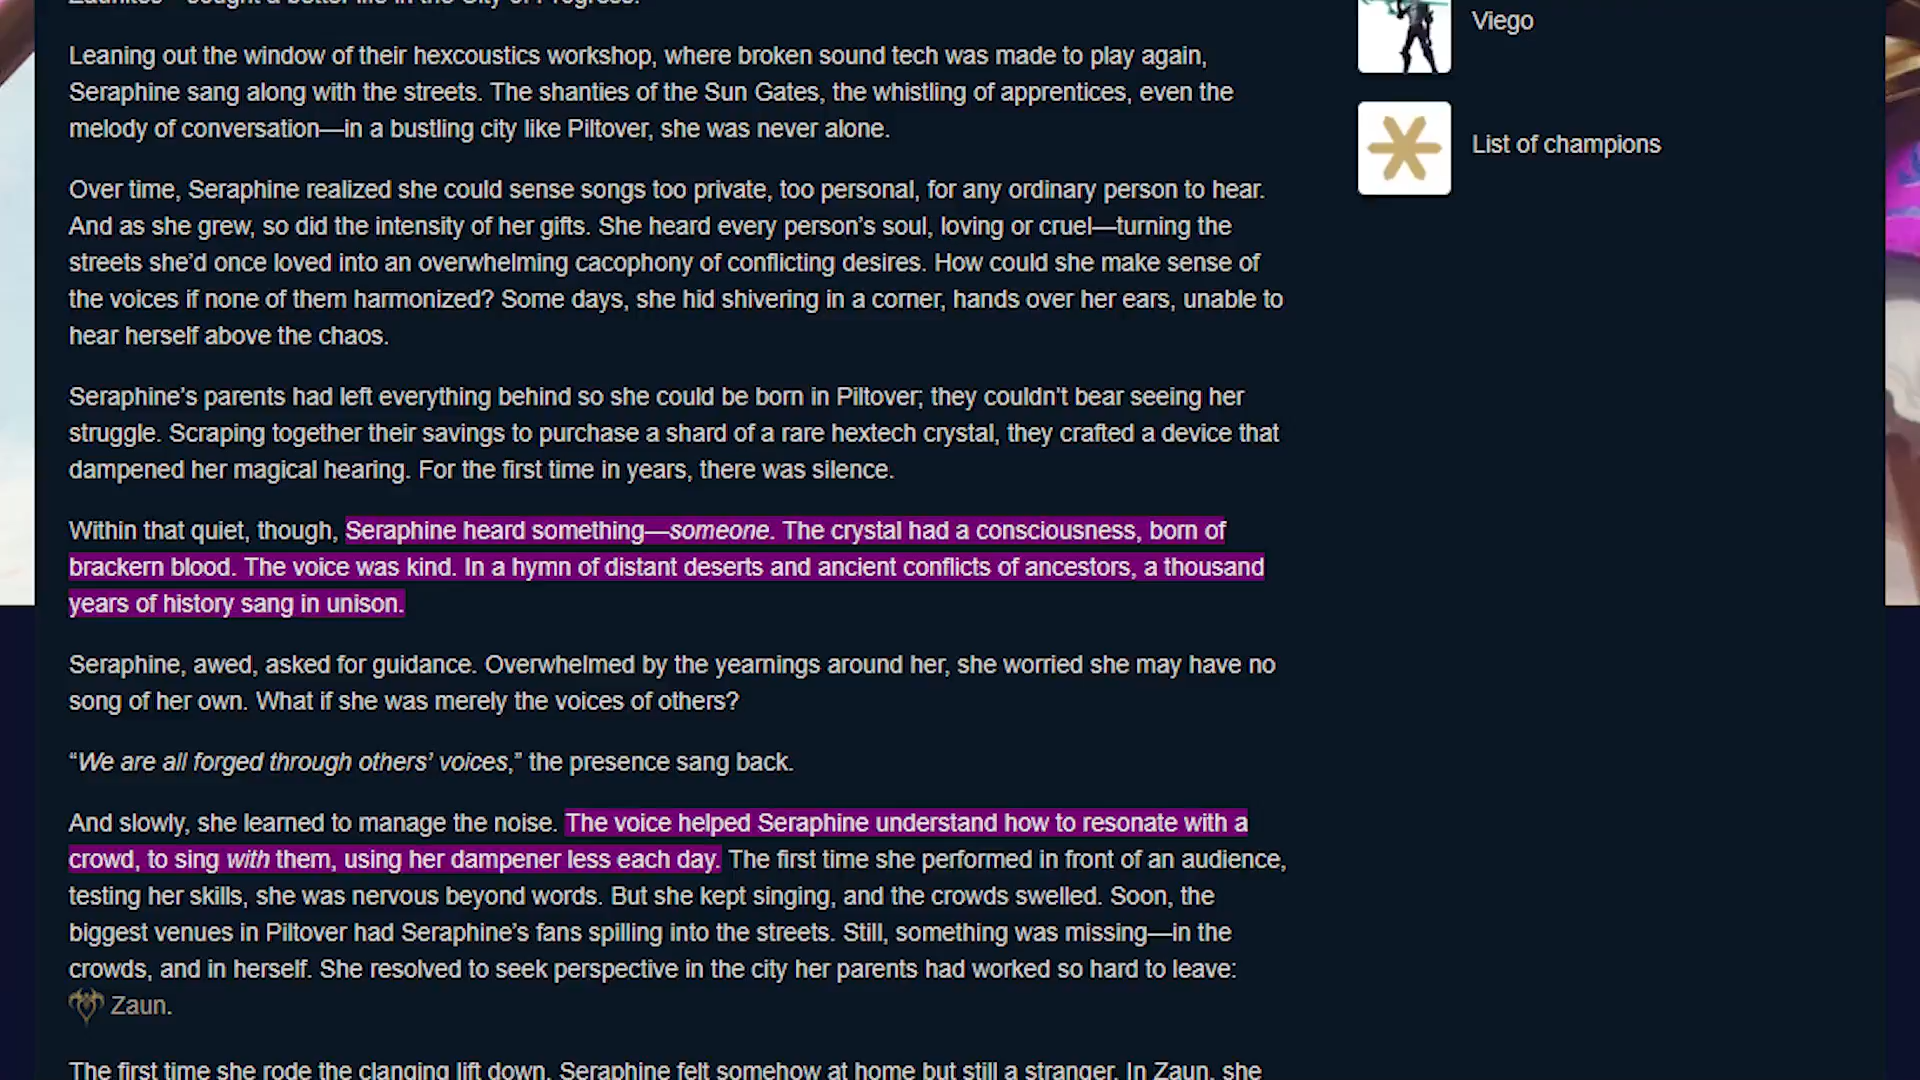 Zaunites—sought a better life in the City of Progress.
Leaning out the window of their hexcoustics workshop, where broken sound tech was made to play again,
Seraphine sang along with the streets. The shanties of the Sun Gates, the whistling of apprentices, even the
melody of conversation—in a bustling city like Piltover, she was never alone.
Over time, Seraphine realized she could sense songs too private, too personal, for any ordinary person to hear.
And as she grew, so did the intensity of her gifts. She heard every person’s soul, loving or cruel—turning the
streets she’d once loved into an overwhelming cacophony of conflicting desires. How could she make sense of
the voices if none of them harmonized? Some days, she hid shivering in a corner, hands over her ears, unable to
hear herself above the chaos.
Seraphine’s parents had left everything behind so she could be born in Piltover; they couldn’t bear seeing her
struggle. Scraping together their savings to purchase a shard of a rare hextech crystal, they crafted a device that
dampened her magical hearing. For the first time in years, there was silence.
Within that quiet, though, Seraphine heard something—someone. The crystal had a consciousness, born of
brackern blood. The voice was kind. In a hymn of distant deserts and ancient conflicts of ancestors, a thousand
years of history sang in unison.
Seraphine, awed, asked for guidance. Overwhelmed by the yearnings around her, she worried she may have no
song of her own. What if she was merely the voices of others?
“We are all forged through others’ voices,” the presence sang back.
And slowly, she learned to manage the noise. The voice helped Seraphine understand how to resonate with a
crowd, to sing with them, using her dampener less each day. The first time she performed in front of an audience,
testing her skills, she was nervous beyond words. But she kept singing, and the crowds swelled. Soon, the
biggest venues in Piltover had Seraphine’s fans spilling into the streets. Still, something was missing—in the
crowds, and in herself. She resolved to seek perspective in the city her parents had worked so hard to leave:
Zaun.
The first time she rode the clanging lift down, Seraphine felt somehow at home but still a stranger. In Zaun, she
Viego
List of champions